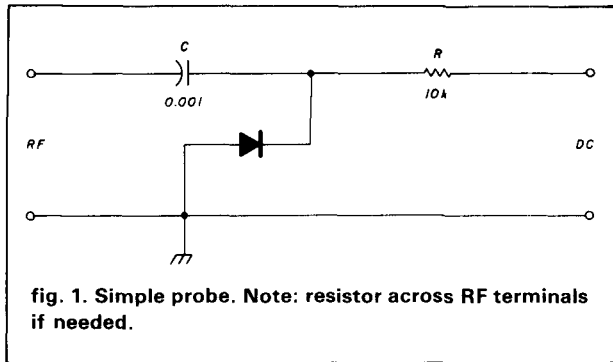 C
R
0.001
10k
RF
DC
fig. 1. Simple probe. Note: resistor across RF terminals
if needed.